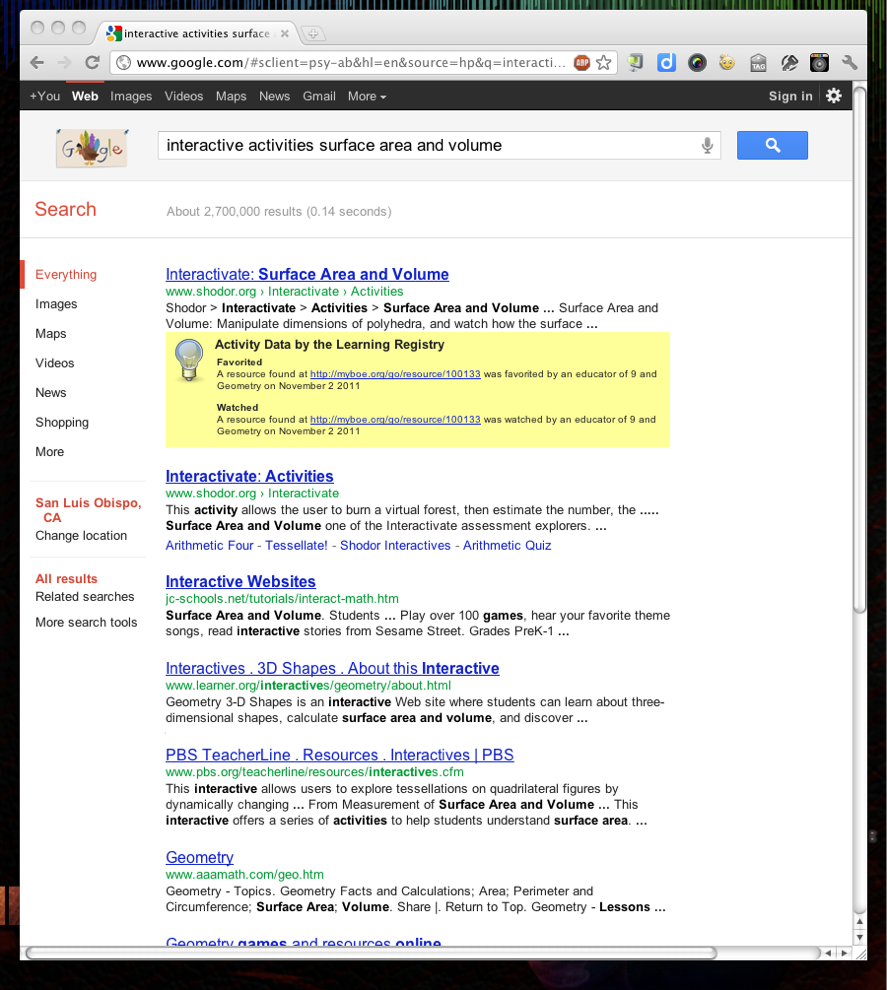 interactive activities surface
www.google.com/#sclient=psy-ab&hl=en&source=hp&q=interacti...
ABP
TAG
+You Web Images Videos Maps News Gmail More
Sign in
Google
interactive activities surface area and volume
Search
About 2,700,000 results (0.14 seconds)
Everything
Images
Maps
Videos
News
Shopping
More
San Luis Obispo,
CA
Change location
All results
Related searches
More search tools
Interactivate: Surface Area and Volume
www.shodor.org › Interactivate › Activities
Shodor > Interactivate > Activities > Surface Area and Volume ... Surface Area and
Volume: Manipulate dimensions of polyhedra, and watch how the surface ...
Activity Data by the Learning Registry
Favorited
A resource found at http://myboe.org/go/resource/100133 was favorited by an educator of 9 and
Geometry on November 2 2011
Watched
A resource found at http://myboe.org/go/resource/100133 was watched by an educator of 9 and
Geometry on November 2 2011
Interactivate: Activities
www.shodor.org › Interactivate
This activity allows the user to burn a virtual forest, then estimate the number, the .....
Surface Area and Volume one of the Interactivate assessment explorers. ...
Arithmetic Four - Tessellate! - Shodor Interactives - Arithmetic Quiz
Interactive Websites
jc-schools.net/tutorials/interact-math.htm
Surface Area and Volume. Students ... Play over 100 games, hear your favorite theme
songs, read interactive stories from Sesame Street. Grades PreK-1 ...
Interactives . 3D Shapes . About this Interactive
www.learner.org/interactives/geometry/about.html
Geometry 3-D Shapes is an interactive Web site where students can learn about three-
dimensional shapes, calculate surface area and volume, and discover ...
PBS TeacherLine . Resources . Interactives | PBS
www.pbs.org/teacherline/resources/interactives.cfm
This interactive allows users to explore tessellations on quadrilateral figures by
dynamically changing ... From Measurement of Surface Area and Volume ... This
interactive offers a series of activities to help students understand surface area. ...
Geometry
www.aaamath.com/geo.htm
Geometry - Topics. Geometry Facts and Calculations; Area; Perimeter and
Circumference; Surface Area; Volume. Share |. Return to Top. Geometry - Lessons ...
Geometry games and resources online